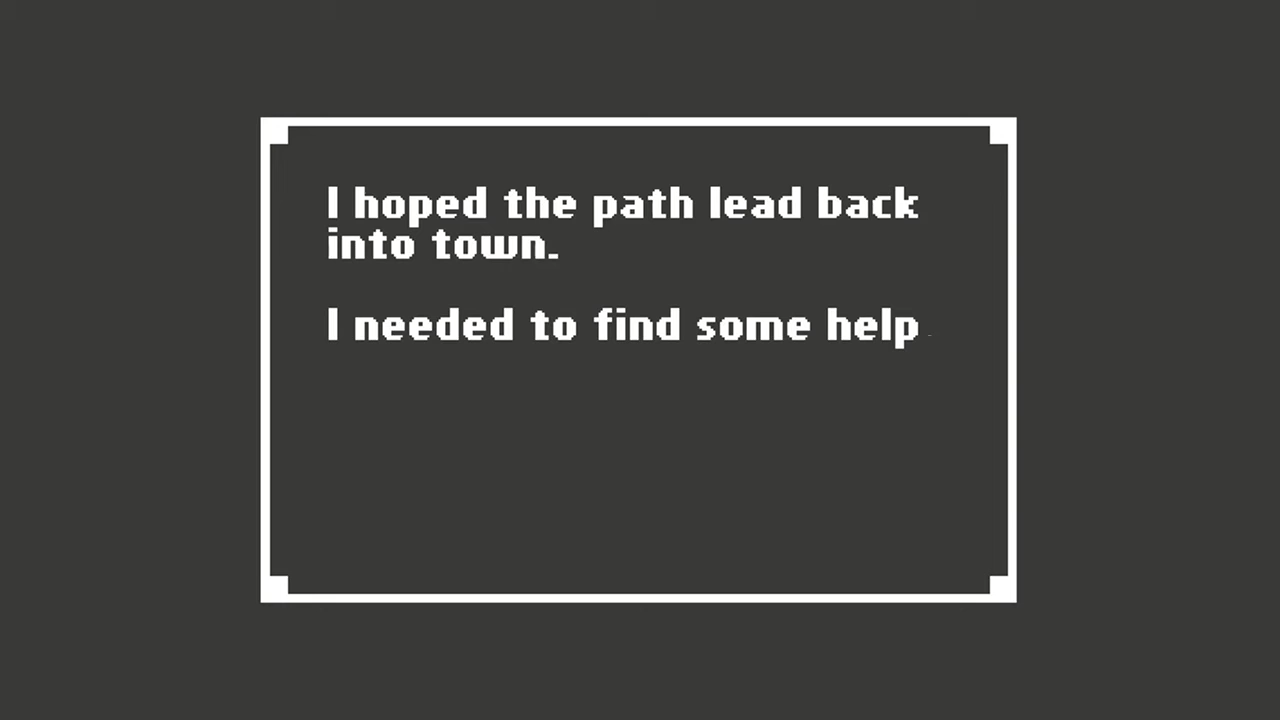 I hoped the path lead back
into town.
I needed to find some help